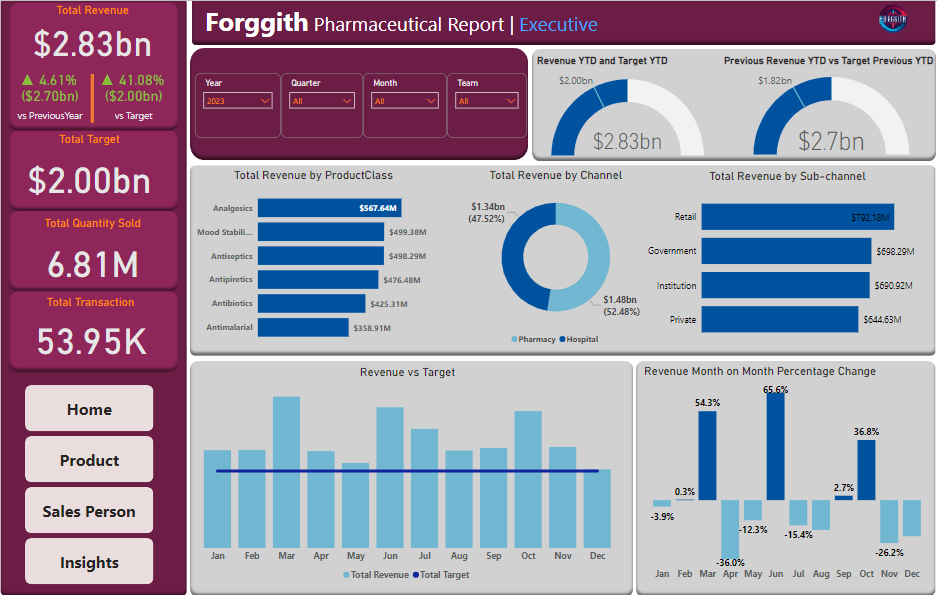 Total Revenue
$2.83bn
▲ 4.61% ▲ 41.08%
($2.70bn) ($2.00bn)
vs PreviousYear vs Target
Total Target
$2.00bn
Total Quantity Sold
6.81M
Total Transaction
53.95K
Home
Product
Sales Person
Insights
Forggith Pharmaceutical Report | Executive
FORGGITH
Year Quarter Month Team
2023 All All All
Revenue YTD and Target YTD
$2.00bn
$2.83bn
Previous Revenue YTD vs Target Previous YTD
$1.82bn
$2.7bn
Total Revenue by ProductClass
Analgesics $567.64M
Mood Stabili... $499.38M
Antiseptics $498.29M
Antipiretics $476.48M
Antibiotics $425.31M
Antimalarial $358.91M
Total Revenue by Channel
$1.34bn
(47.52%)
$1.48bn
(52.48%)
Pharmacy Hospital
Total Revenue by Sub-channel
Retail $792.18M
Government $698.29M
Institution $690.92M
Private $644.63M
Revenue vs Target
Jan Feb Mar Apr May Jun Jul Aug Sep Oct Nov Dec
Total Revenue Total Target
Revenue Month on Month Percentage Change
65.6%
54.3%
36.8%
0.3%
2.7%
-3.9%
-12.3%
-15.4%
-26.2%
-36.0%
Jan Feb Mar Apr May Jun Jul Aug Sep Oct Nov Dec